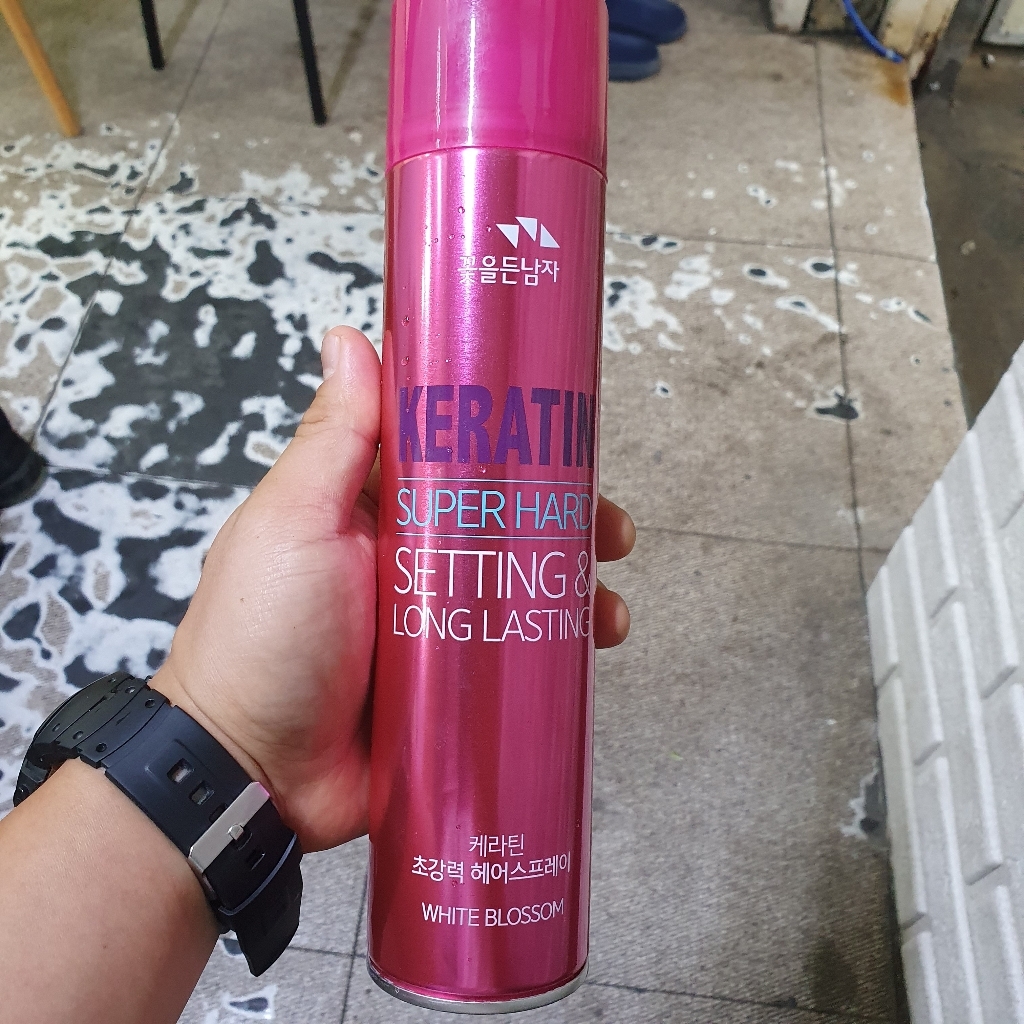 꽃을든남자
KERATIN
SUPER HARD
SETTING &
LONG LASTING
케라틴
초강력 헤어스프레이
WHITE BLOSSOM